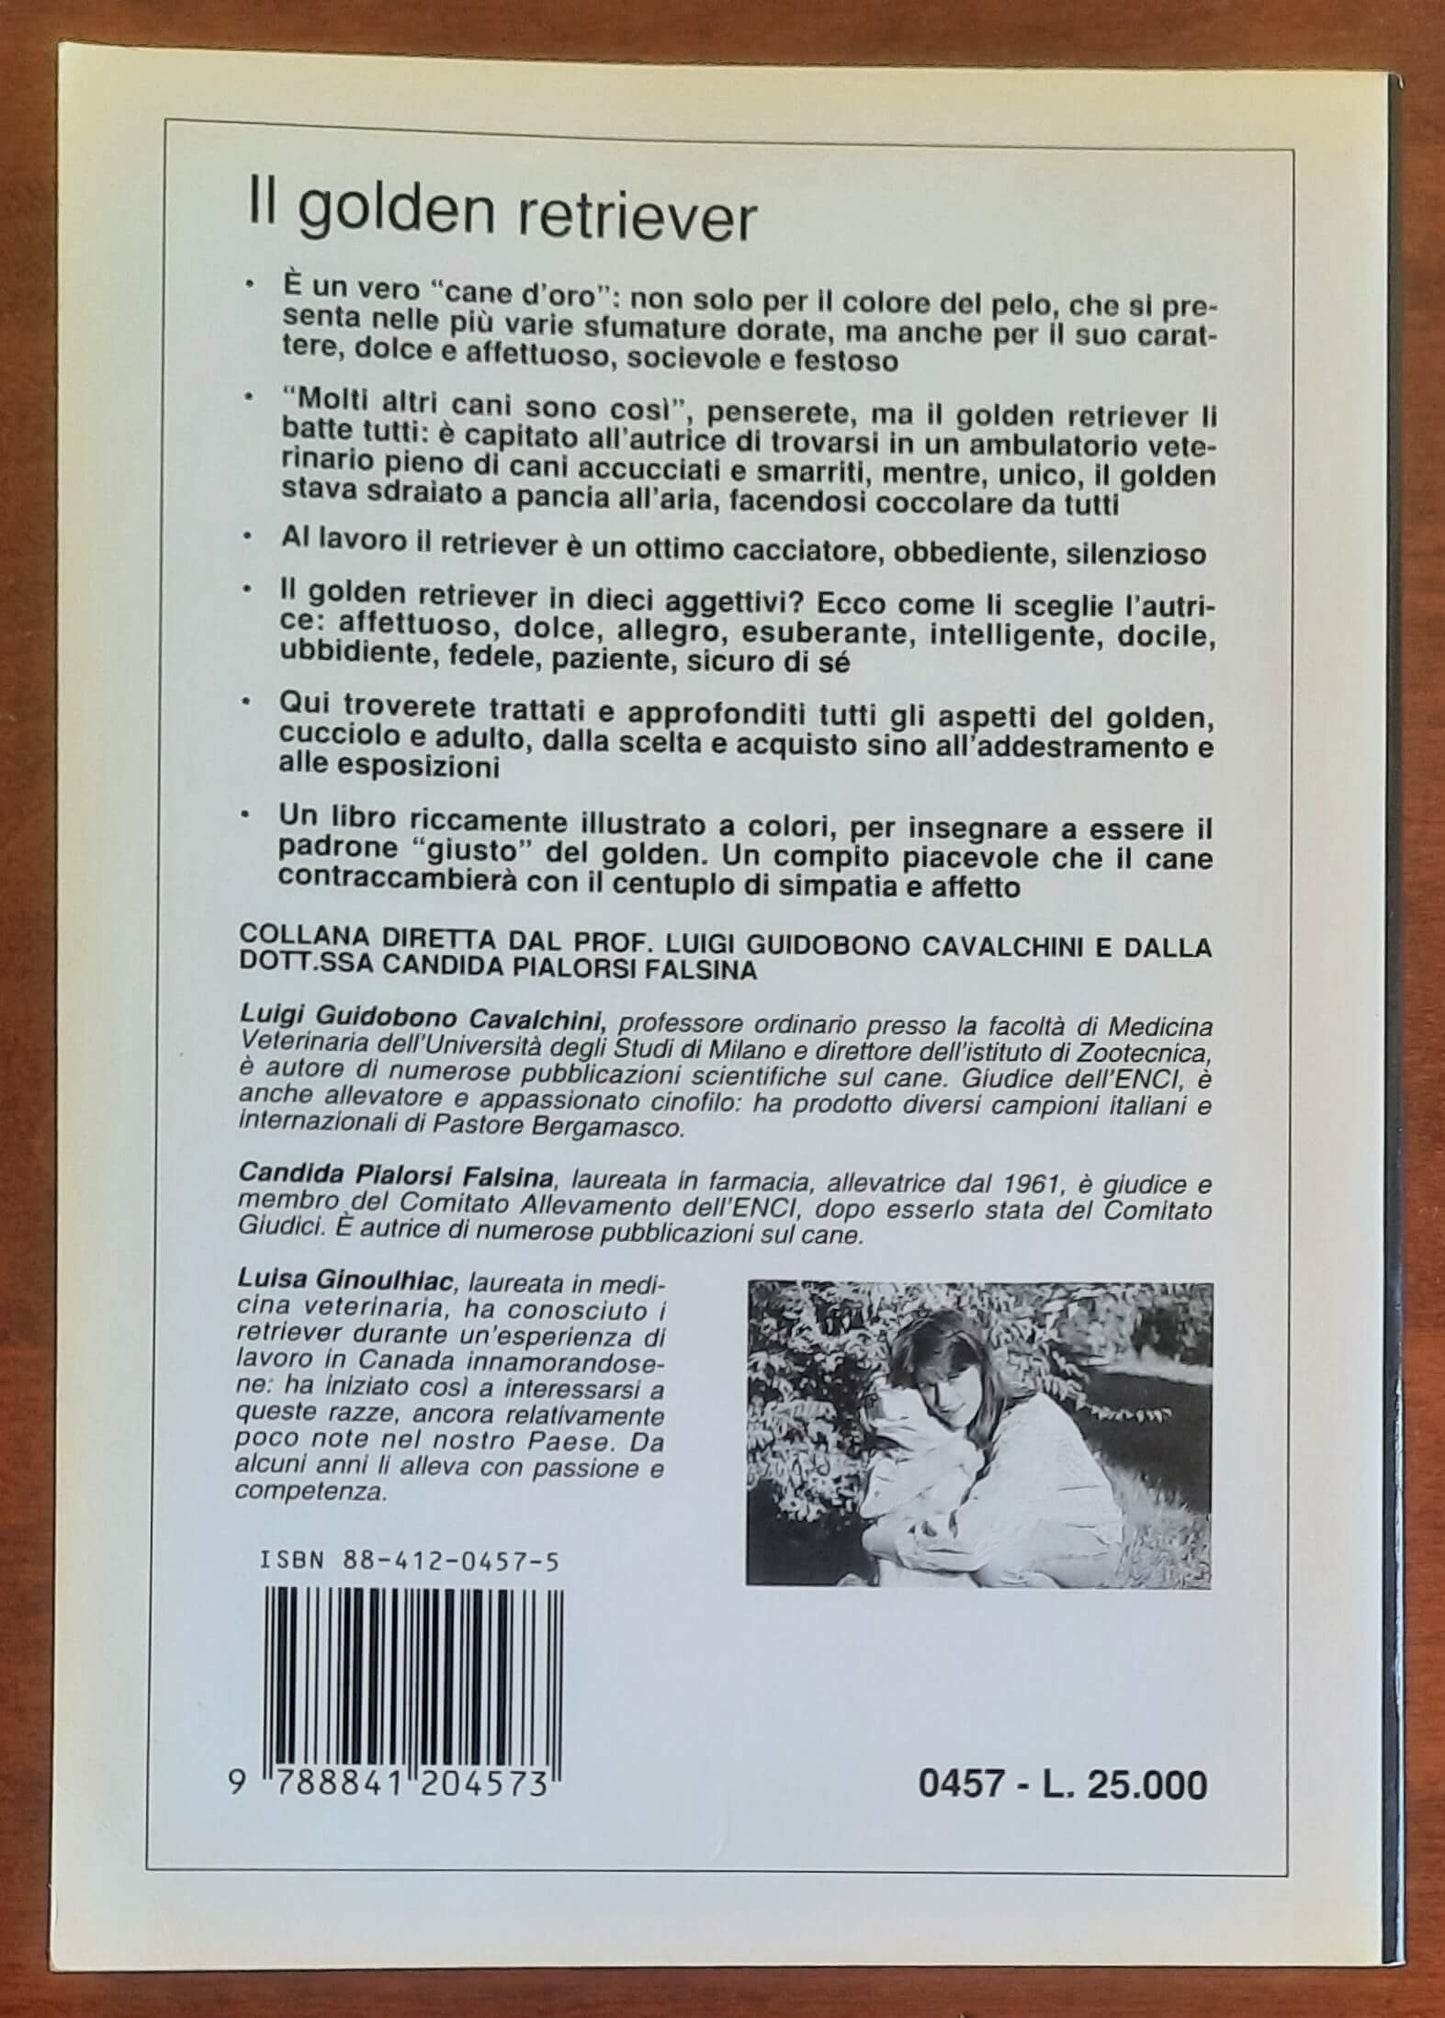 Il golden retriever
• È un vero “cane d’oro”: non solo per il colore del pelo, che si pre-
senta nelle più varie sfumature dorate, ma anche per il suo carat-
tere, dolce e affettuoso, socievole e festoso
• “Molti altri cani sono così”, penserete, ma il golden retriever li
batte tutti: è capitato all’autrice di trovarsi in un ambulatorio vete-
rinario pieno di cani accucciati e smarriti, mentre, unico, il golden
stava sdraiato a pancia all’aria, facendosi coccolare da tutti
• Al lavoro il retriever è un ottimo cacciatore, obbediente, silenzioso
• Il golden retriever in dieci aggettivi? Ecco come li sceglie l’autri-
ce: affettuoso, dolce, allegro, esuberante, intelligente, docile,
ubbidiente, fedele, paziente, sicuro di sé
• Qui troverete trattati e approfonditi tutti gli aspetti del golden,
cucciolo e adulto, dalla scelta e acquisto sino all’addestramento e
alle esposizioni
• Un libro riccamente illustrato a colori, per insegnare a essere il
padrone “giusto” del golden. Un compito piacevole che il cane
contraccambierà con il centuplo di simpatia e affetto
COLLANA DIRETTA DAL PROF. LUIGI GUIDOBONO CAVALCHINI E DALLA
DOTT.SSA CANDIDA PIALORSI FALSINA
Luigi Guidobono Cavalchini, professore ordinario presso la facoltà di Medicina
Veterinaria dell’Università degli Studi di Milano e direttore dell’istituto di Zootecnica,
è autore di numerose pubblicazioni scientifiche sul cane. Giudice dell’ENCI, è
anche allevatore e appassionato cinofilo: ha prodotto diversi campioni italiani e
internazionali di Pastore Bergamasco.
Candida Pialorsi Falsina, laureata in farmacia, allevatrice dal 1961, è giudice e
membro del Comitato Allevamento dell’ENCI, dopo esserlo stata del Comitato
Giudici. È autrice di numerose pubblicazioni sul cane.
Luisa Ginoulhiac, laureata in medi-
cina veterinaria, ha conosciuto i
retriever durante un’esperienza di
lavoro in Canada innamorandose-
ne: ha iniziato così a interessarsi a
queste razze, ancora relativamente
poco note nel nostro Paese. Da
alcuni anni li alleva con passione e
competenza.
ISBN 88-412-0457-5
9 788841 204573
0457 - L. 25.000